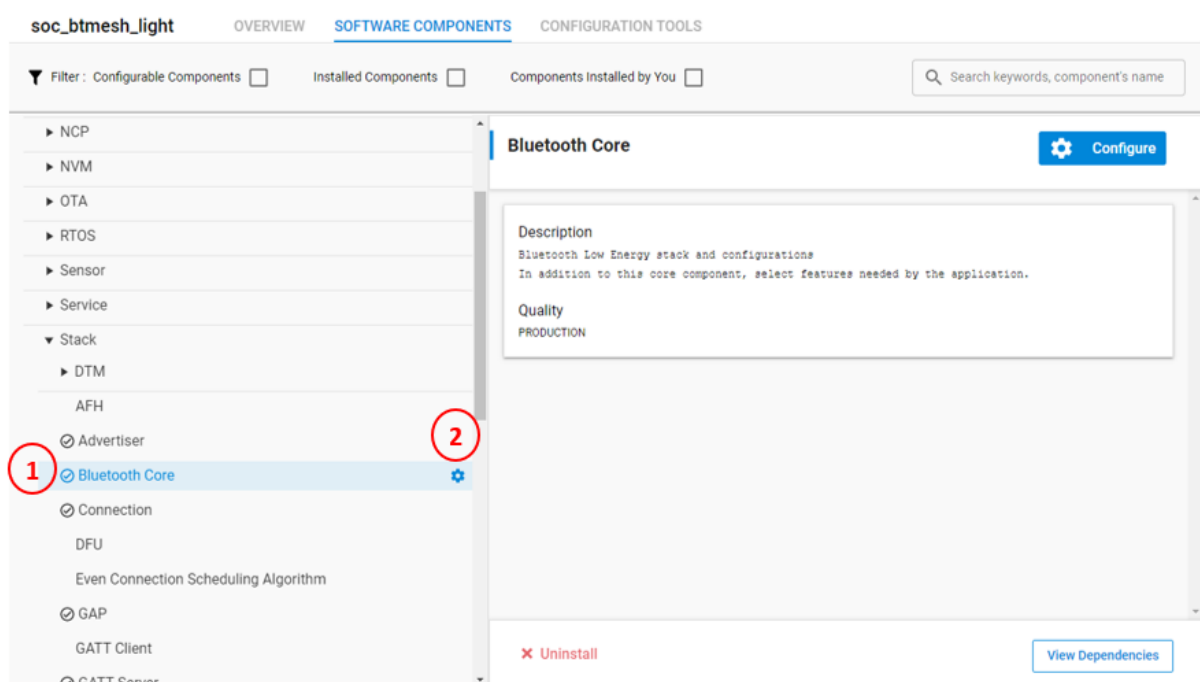 soc_btmesh_light OVERVIEW SOFTWARE COMPONENTS CONFIGURATION TOOLS
Filter : Configurable Components Installed Components Components Installed by You Search keywords, component's name
NCP
NVM
OTA
RTOS
Sensor
Service
Stack
DTM
AFH
Advertiser
2
1
Bluetooth Core
Connection
DFU
Even Connection Scheduling Algorithm
GAP
GATT Client
GATT Server
Bluetooth Core
Configure
Description
Bluetooth Low Energy stack and configurations
In addition to this core component, select features needed by the application.
Quality
PRODUCTION
Uninstall
View Dependencies